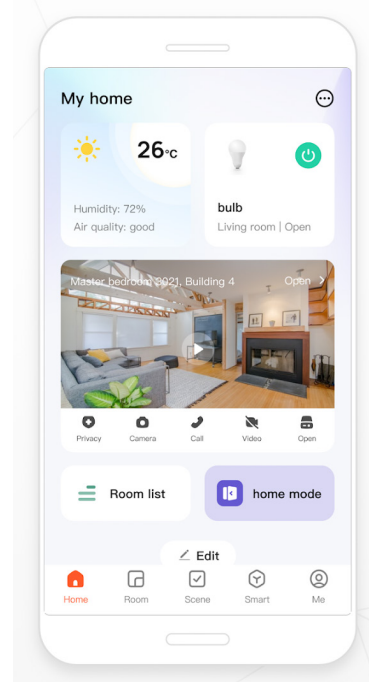 My home
26°C
Humidity: 72%
Air quality: good
bulb
Living room | Open
Master bedroom 3021, Building 4 Open
Privacy Camera Call Video Open
Room list
home mode
Edit
Home Room Scene Smart Me